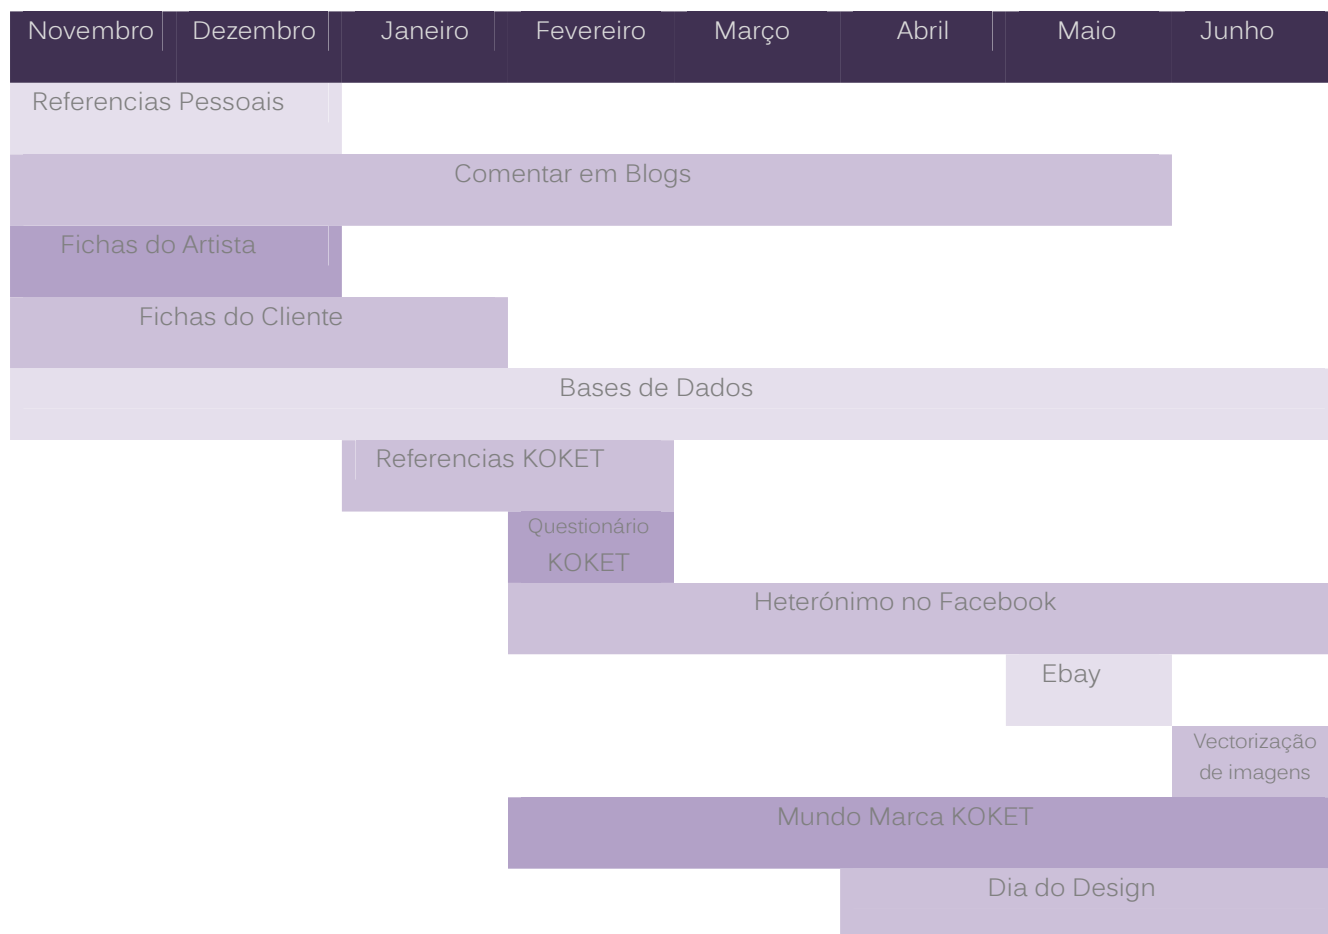 Novembro Dezembro Janeiro Fevereiro Março Abril Maio Junho
Referencias Pessoais
Comentar em Blogs
Fichas do Artista
Fichas do Cliente
Bases de Dados
Referencias KOKET
Questionário
KOKET
Heterónimo no Facebook
Ebay
Vectorização
de imagens
Mundo Marca KOKET
Dia do Design